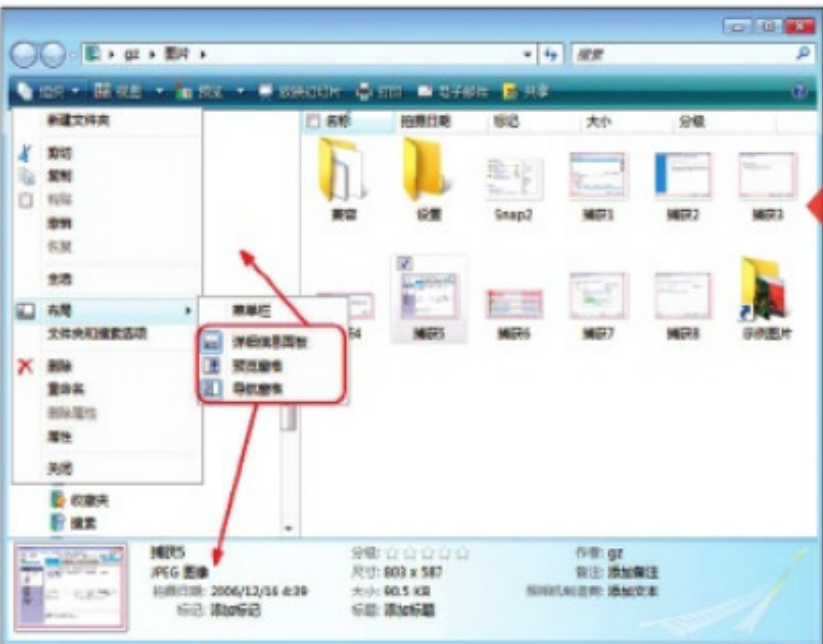 gz ▸ 图片 ▸
搜索
组织 视图 预览 放映幻灯片 打印 电子邮件 共享
新建文件夹
名称 拍摄日期 标记 大小 分级
剪切
复制
粘贴
撤销
恢复
兼容 设置 Snap2 捕获1 捕获2 捕获3
全选
布局
菜单栏
文件夹和搜索选项
详细信息面板
4 捕获5 捕获6 捕获7 捕获8 示例图片
删除
预览窗格
重命名
导航窗格
删除属性
属性
关闭
收藏夹
搜索
捕获5 分级: 作者: gz
JPEG 图像 尺寸: 803 x 587 备注: 添加备注
拍摄日期: 2006/12/16 4:39 大小: 90.5 KB 照相机制造商: 添加文本
标记: 添加标记 标题: 添加标题